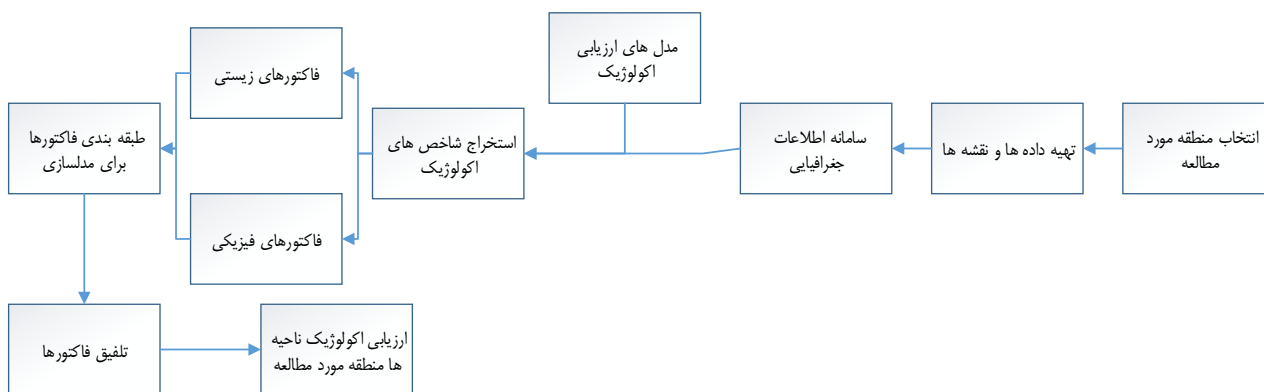 انتخاب منطقه مورد
مطالعه
تهیه داده ها و نقشه ها
سامانه اطلاعات
جغرافیایی
مدل های ارزیابی
اکولوژیک
استخراج شاخص های
اکولوژیک
فاکتورهای زیستی
فاکتورهای فیزیکی
طبقه بندی فاکتورها
برای مدلسازی
تلفیق فاکتورها
ارزیابی اکولوژیک ناحیه
ها منطقه مورد مطالعه